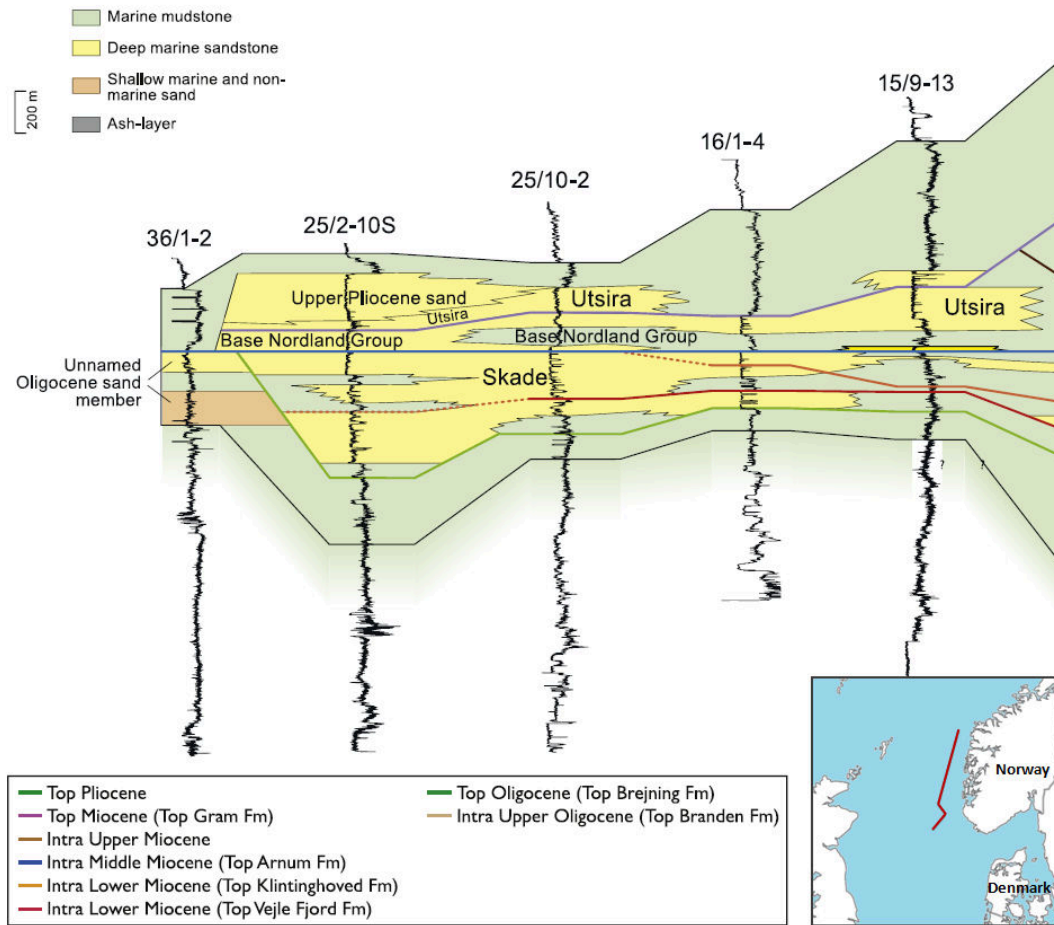 Marine mudstone
Deep marine sandstone
Shallow marine and non-
marine sand
Ash-layer
200 m
36/1-2
25/2-10S
25/10-2
16/1-4
15/9-13
Upper Pliocene sand
Utsira
Utsira
Utsira
Base Nordland Group
Base Nordland Group
Unnamed
Oligocene sand
member
Skade
?
?
Top Pliocene
Top Miocene (Top Gram Fm)
Intra Upper Miocene
Intra Middle Miocene (Top Arnum Fm)
Intra Lower Miocene (Top Klintinghoved Fm)
Intra Lower Miocene (Top Vejle Fjord Fm)
Top Oligocene (Top Brejning Fm)
Intra Upper Oligocene (Top Branden Fm)
Norway
Denmark